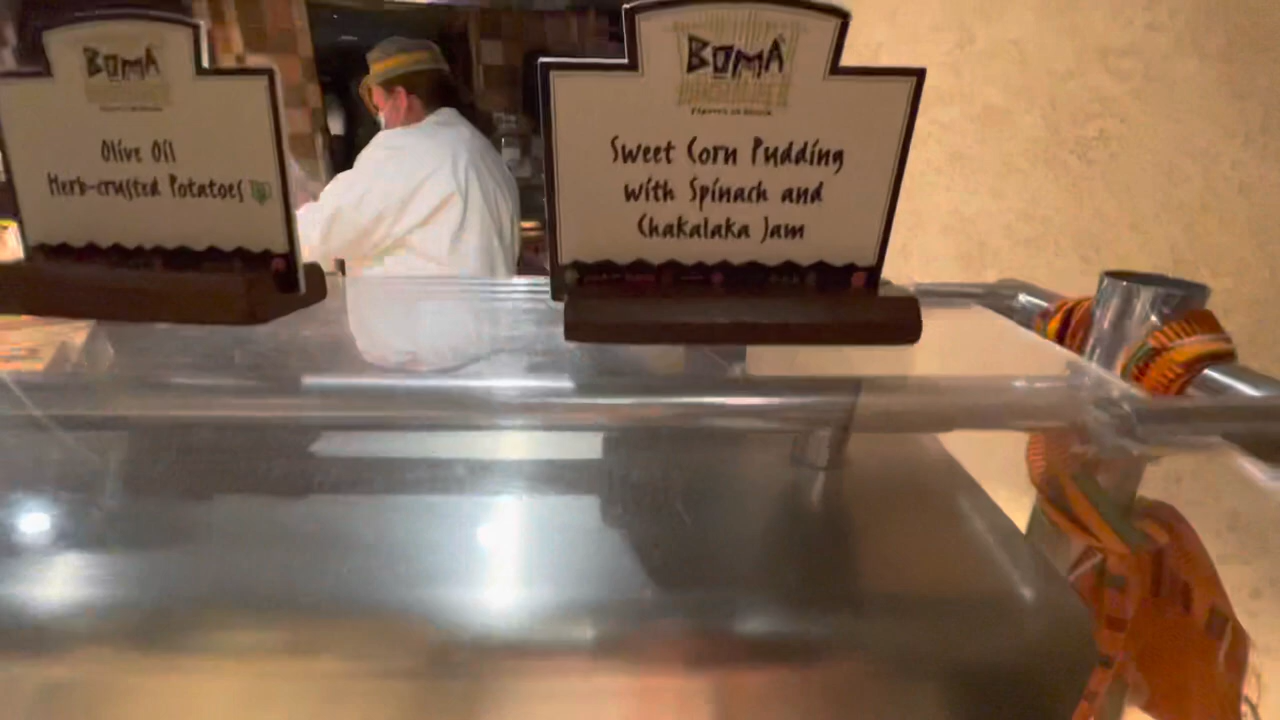 BOMA
Olive Oil
Herb-crusted Potatoes
BOMA
Sweet Corn Pudding
with Spinach and
Chakalaka Jam